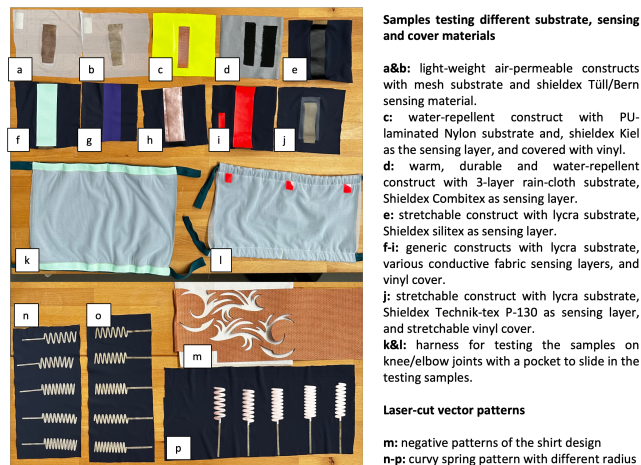 a
b
c
d
e
f
g
h
i
j
k
l
n
o
m
p
Samples testing different substrate, sensing
and cover materials
a&b: light-weight air-permeable constructs
with mesh substrate and shieldex Tüll/Bern
sensing material.
c: water-repellent construct with PU-
laminated Nylon substrate and, shieldex Kiel
as the sensing layer, and covered with vinyl.
d: warm, durable and water-repellent
construct with 3-layer rain-cloth substrate,
Shieldex Combitex as sensing layer.
e: stretchable construct with lycra substrate,
Shieldex silitex as sensing layer.
f-i: generic constructs with lycra substrate,
various conductive fabric sensing layers, and
vinyl cover.
j: stretchable construct with lycra substrate,
Shieldex Technik-tex P-130 as sensing layer,
and stretchable vinyl cover.
k&l: harness for testing the samples on
knee/elbow joints with a pocket to slide in the
testing samples.
Laser-cut vector patterns
m: negative patterns of the shirt design
n-p: curvy spring pattern with different radius